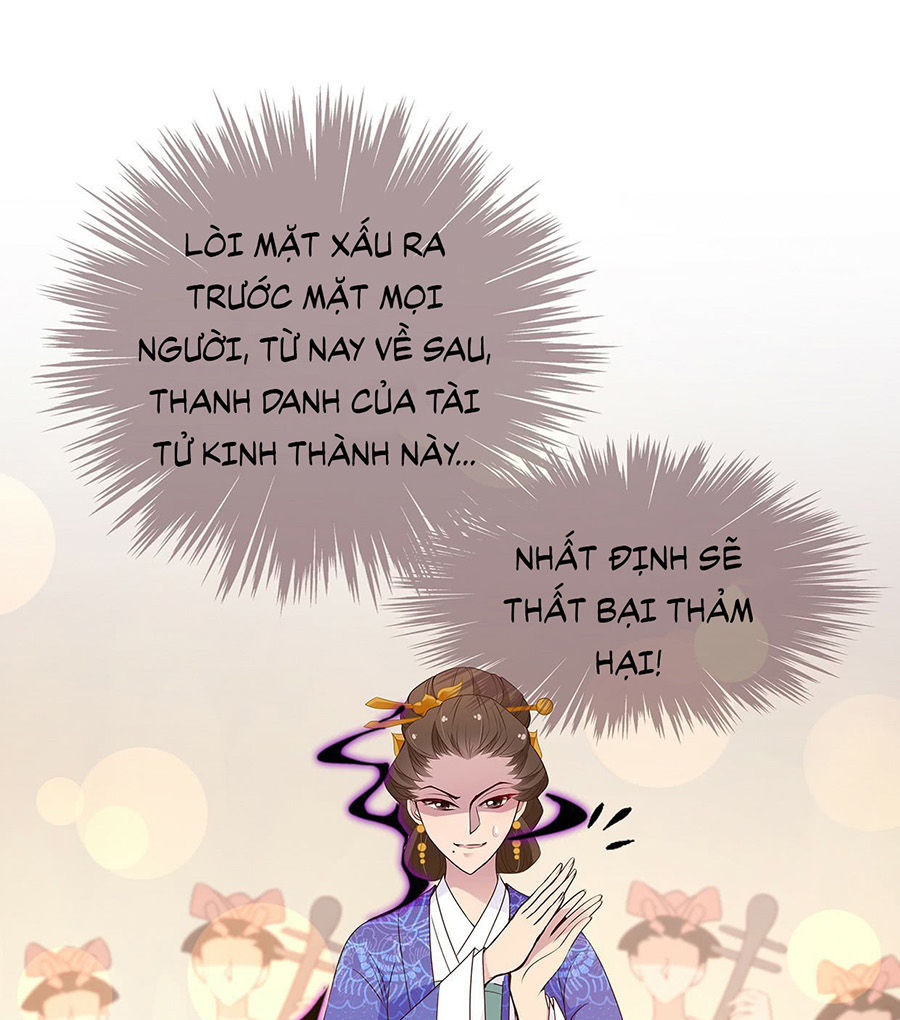 LÒI MẶT XẤU RA
TRƯỚC MẶT MỌI
NGƯỜI, TỪ NAY VỀ SAU,
THANH DANH CỦA TÀI
TỬ KINH THÀNH NÀY...
NHẤT ĐỊNH SẼ
THẤT BẠI THẢM
HẠI!